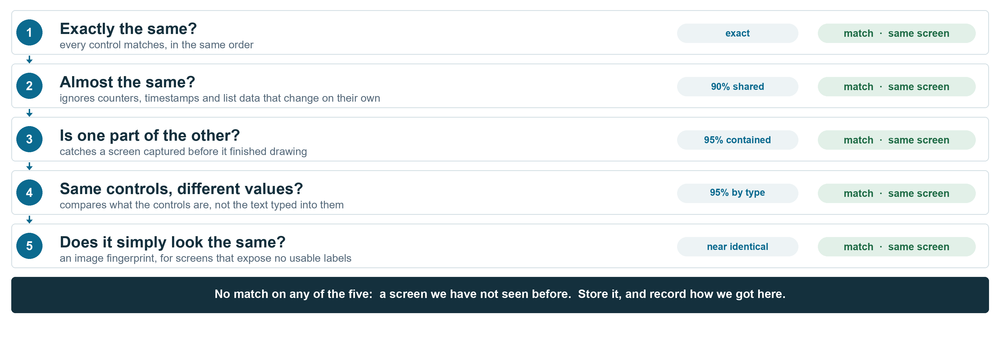 1
Exactly the same?
every control matches, in the same order
exact
match · same screen
2
Almost the same?
ignores counters, timestamps and list data that change on their own
90% shared
match · same screen
3
Is one part of the other?
catches a screen captured before it finished drawing
95% contained
match · same screen
4
Same controls, different values?
compares what the controls are, not the text typed into them
95% by type
match · same screen
5
Does it simply look the same?
an image fingerprint, for screens that expose no usable labels
near identical
match · same screen
No match on any of the five: a screen we have not seen before. Store it, and record how we got here.